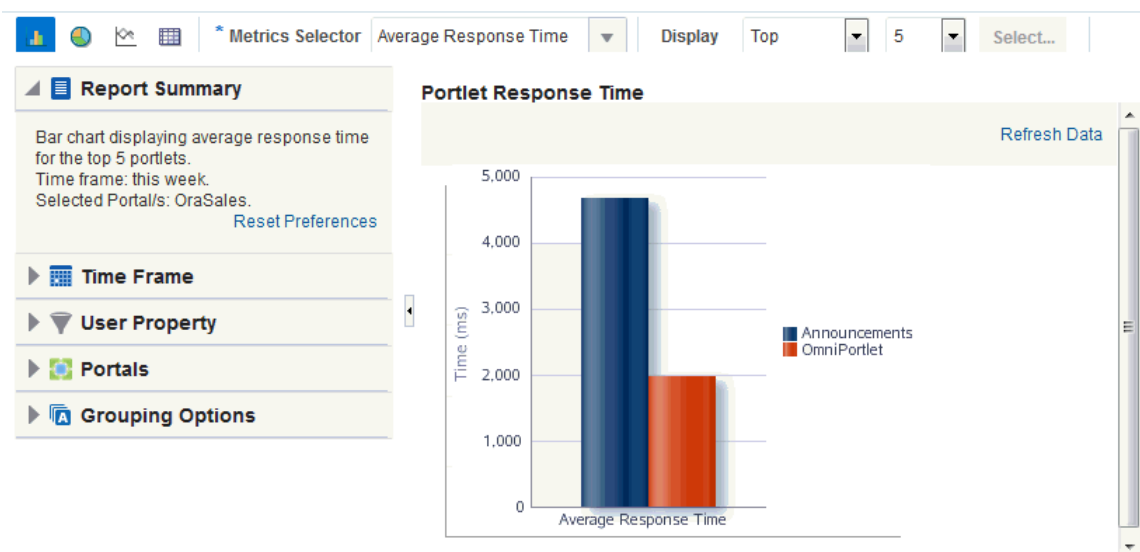 * Metrics Selector Average Response Time Display Top 5 Select...
Report Summary
Bar chart displaying average response time
for the top 5 portlets.
Time frame: this week.
Selected Portal/s: OraSales.
Reset Preferences
Time Frame
User Property
Portals
A Grouping Options
Portlet Response Time
Refresh Data
5,000
4,000
3,000
2,000
1,000
0
Time (ms)
Average Response Time
Announcements
OmniPortlet